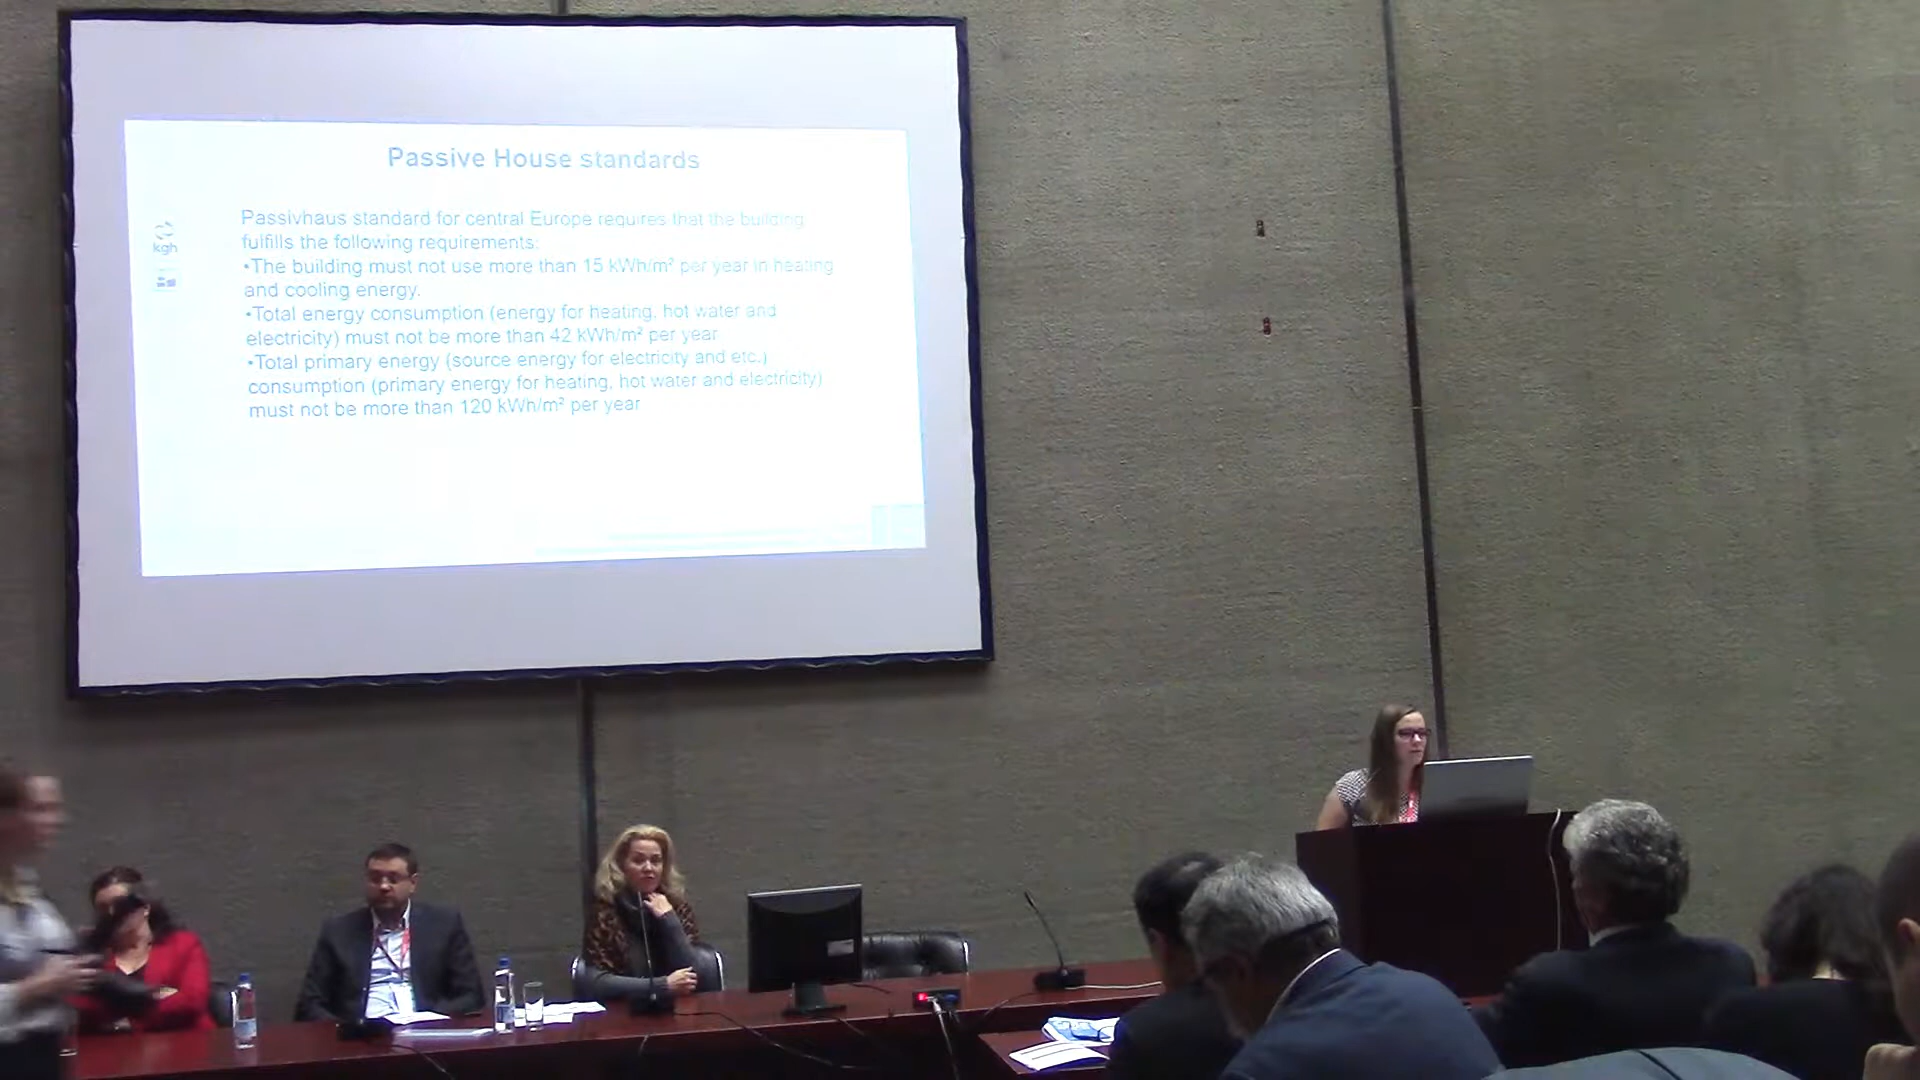 Passive House standards
Passivhaus standard for central Europe requires that the building
fulfills the following requirements:
•The building must not use more than 15 kWh/m² per year in heating
and cooling energy.
•Total energy consumption (energy for heating, hot water and
electricity) must not be more than 42 kWh/m² per year
•Total primary energy (source energy for electricity and etc.)
consumption (primary energy for heating, hot water and electricity)
must not be more than 120 kWh/m² per year
kgh